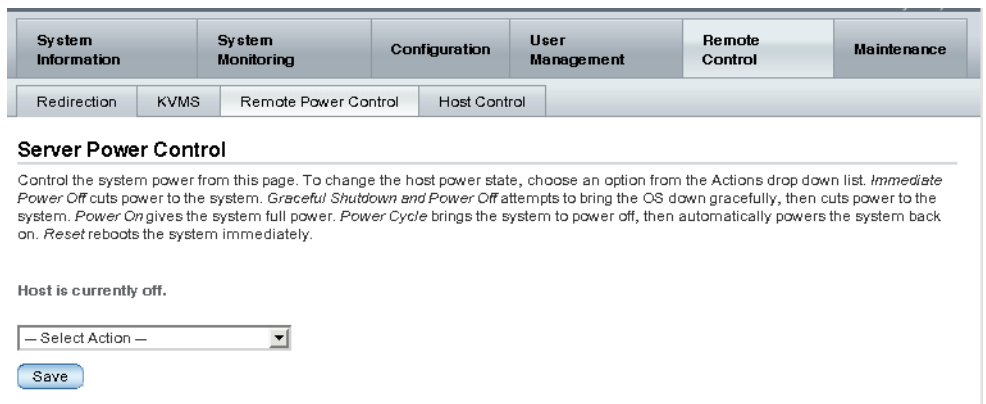 System Information
System Monitoring
Configuration
User Management
Remote Control
Maintenance
Redirection
KVMS
Remote Power Control
Host Control
Server Power Control
Control the system power from this page. To change the host power state, choose an option from the Actions drop down list. Immediate
Power Off cuts power to the system. Graceful Shutdown and Power Off attempts to bring the OS down gracefully, then cuts power to the
system. Power On gives the system full power. Power Cycle brings the system to power off, then automatically powers the system back
on. Reset reboots the system immediately.
Host is currently off.
— Select Action —
Save